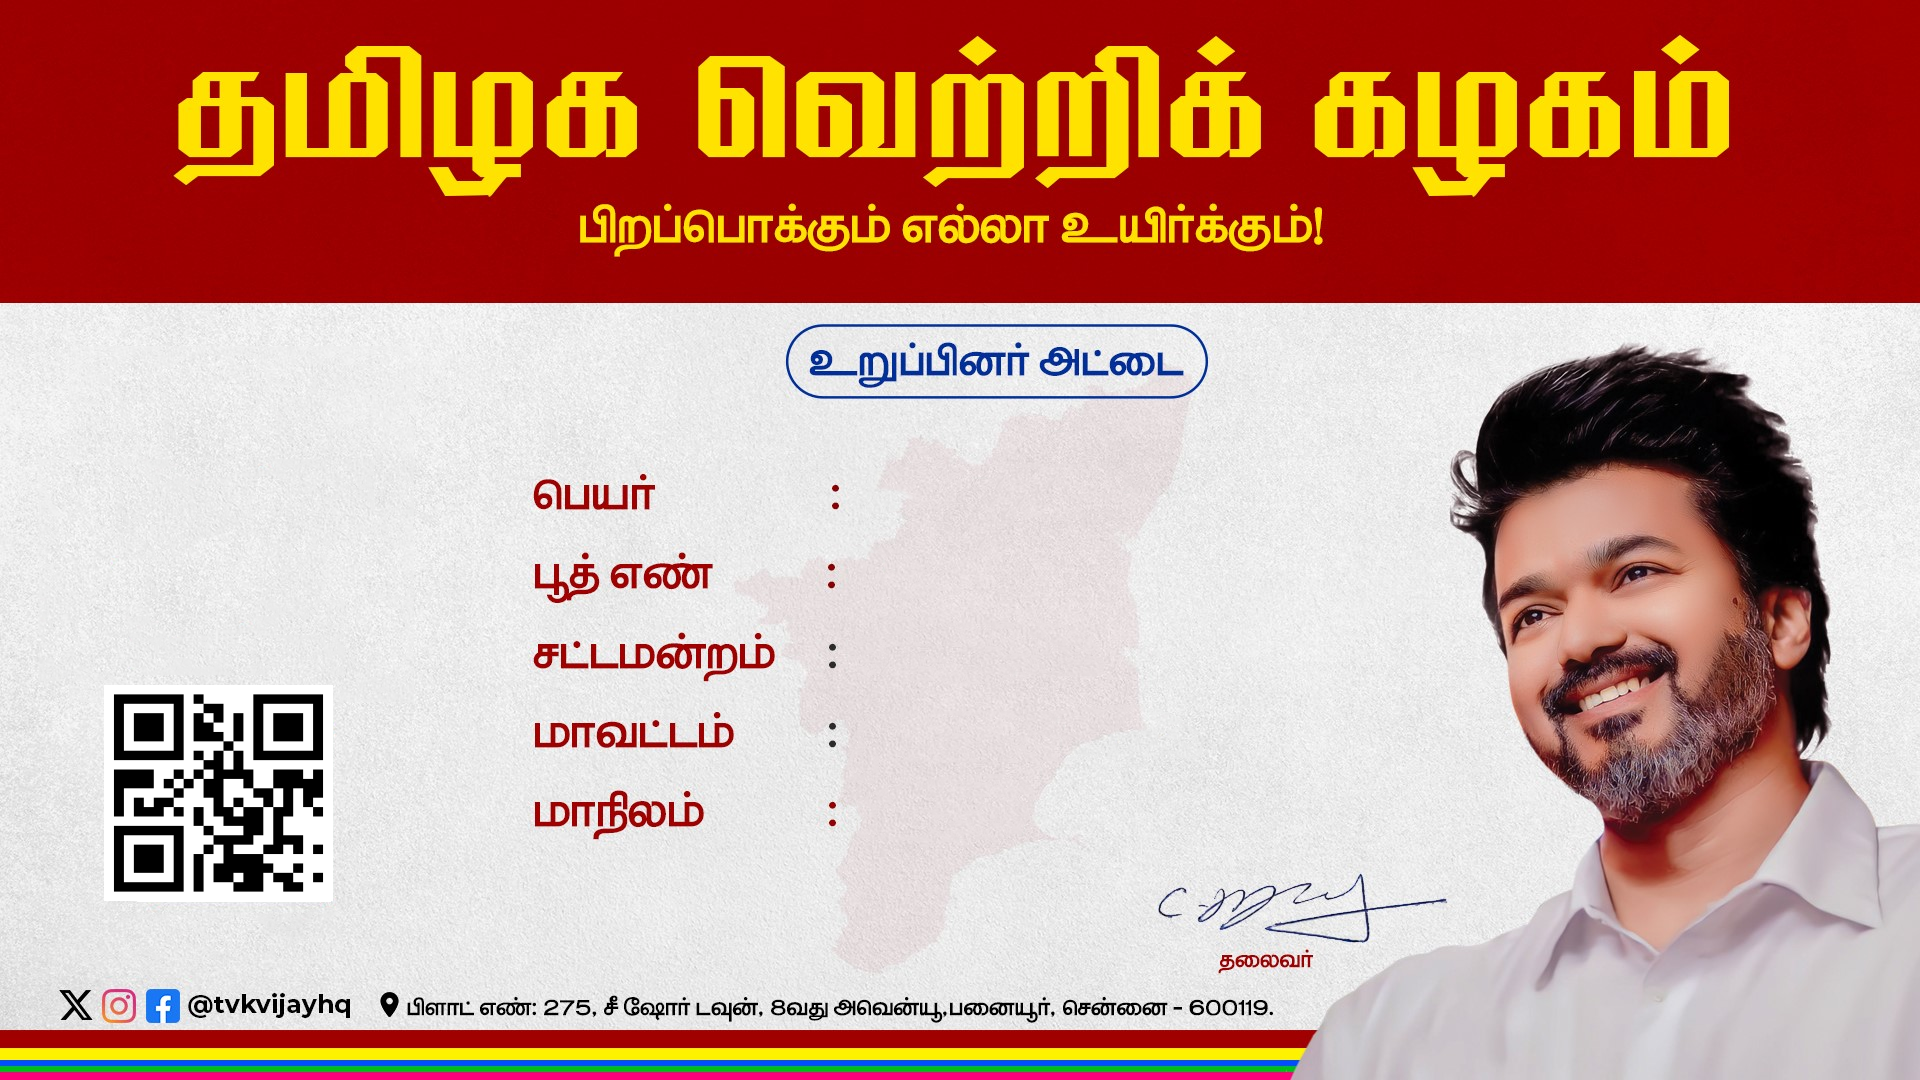 தமிழக வெற்றிக் கழகம்
பிறப்பொக்கும் எல்லா உயிர்க்கும்!
உறுப்பினர் அட்டை
பெயர் :
பூத் எண் :
சட்டமன்றம் :
மாவட்டம் :
மாநிலம் :
தலைவர்
@tvkvijayhq பிளாட் எண்: 275, சீ ஷோர் டவுன், 8வது அவென்யூ,பனையூர், சென்னை - 600119.